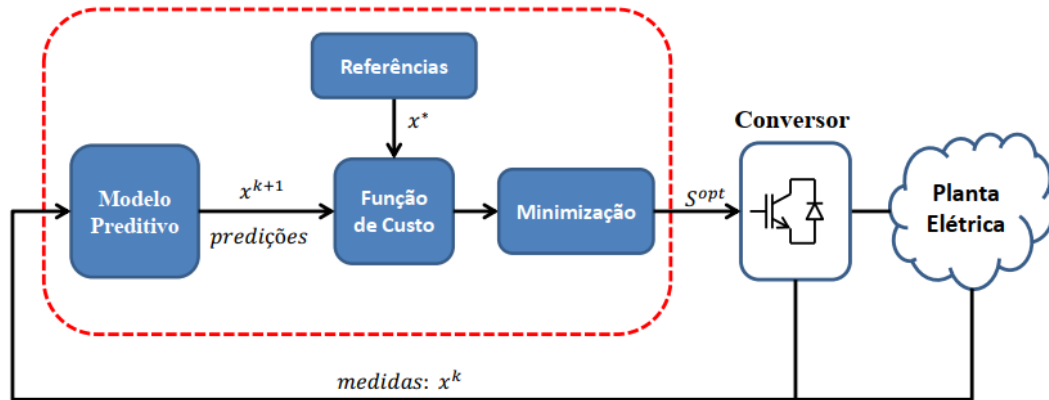 Referências
x*
Conversor
Modelo
Preditivo
x^{k+1}
predições
Função
de Custo
Minimização
S^{opt}
Planta
Elétrica
medidas: x^k